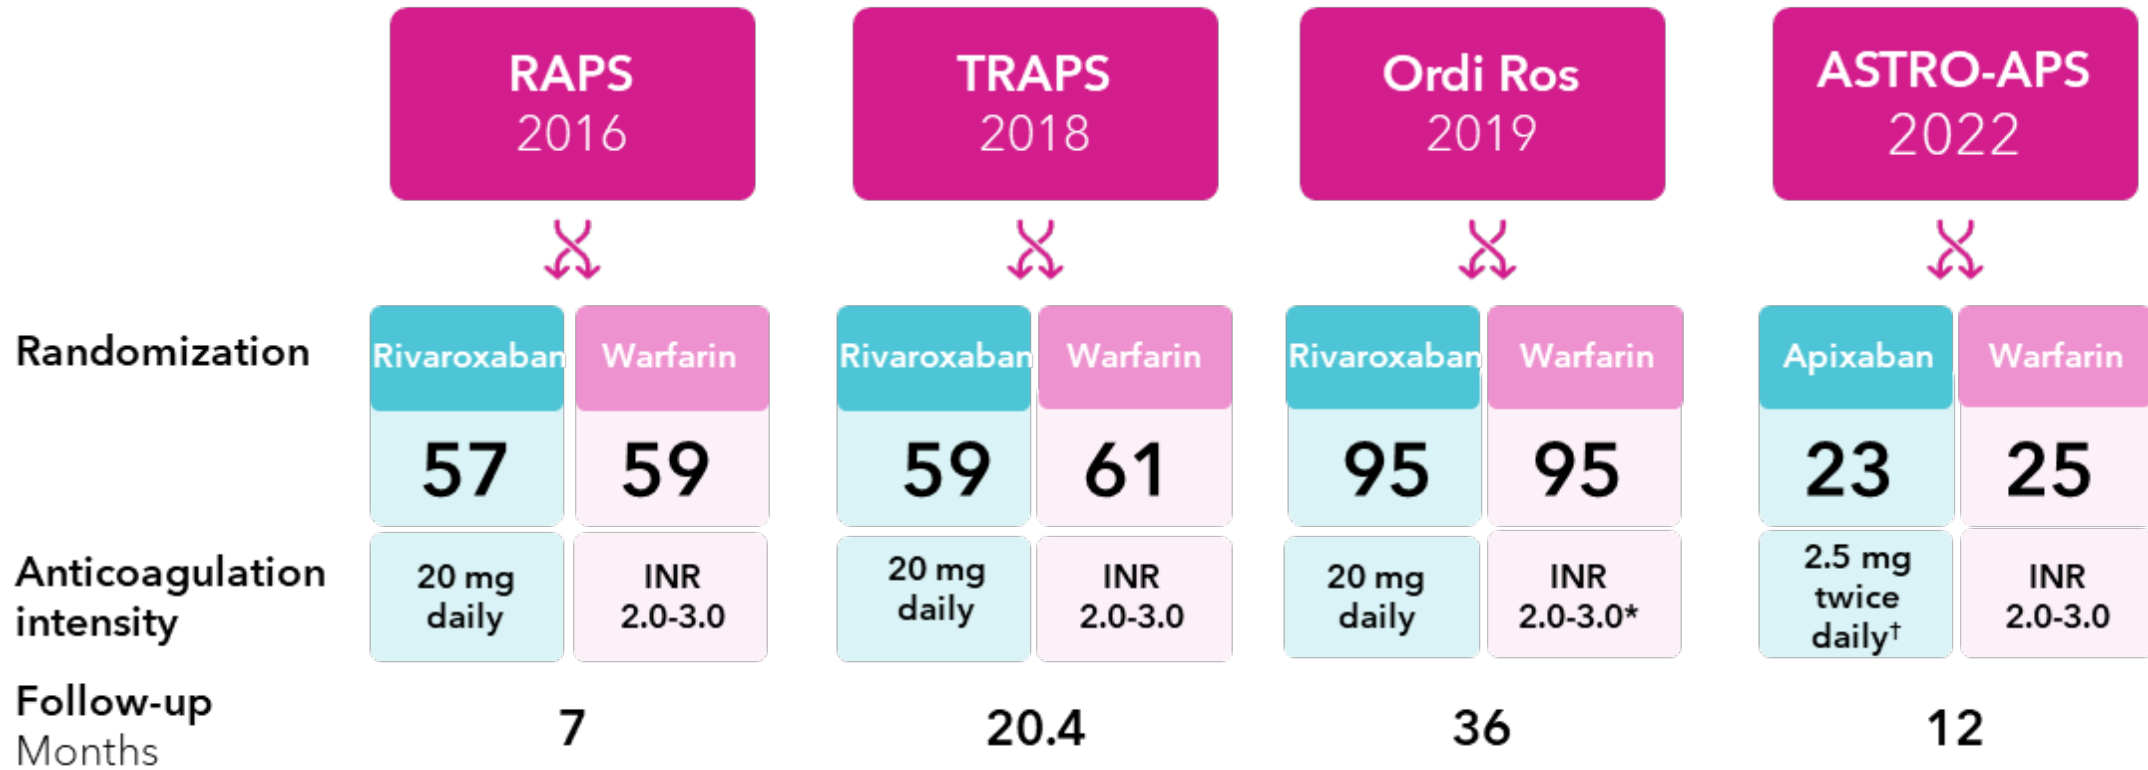 RAPS
2016
TRAPS
2018
Ordi Ros
2019
ASTRO-APS
2022
Randomization
Rivaroxaban
Warfarin
Rivaroxaban
Warfarin
Rivaroxaban
Warfarin
Apixaban
Warfarin
57
59
59
61
95
95
23
25
Anticoagulation
intensity
20 mg
daily
INR
2.0-3.0
20 mg
daily
INR
2.0-3.0
20 mg
daily
INR
2.0-3.0*
2.5 mg
twice
daily†
INR
2.0-3.0
Follow-up
Months
7
20.4
36
12